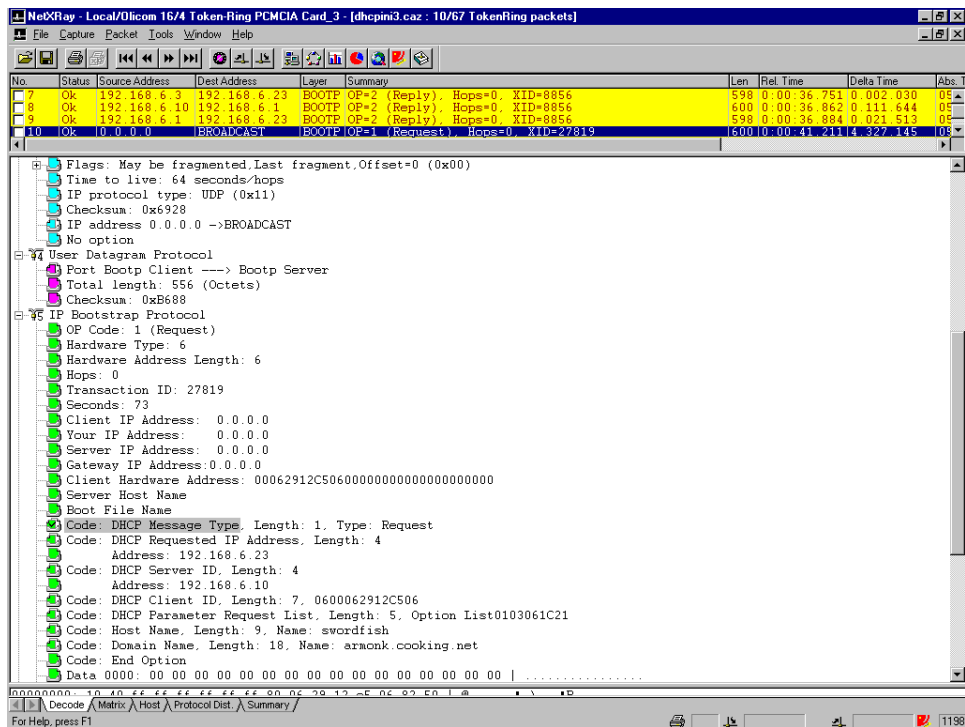 NetXRay - Local/Olicom 16/4 Token-Ring PCMCIA Card_3 - [dhcpini3.caz : 10/67 TokenRing packets]
File Capture Packet Tools Window Help
No. Status Source Address Dest Address Layer Summary Len Rel. Time Delta Time Abs. T
7 Ok 192.168.6.3 192.168.6.23 BOOTP OP=2 (Reply), Hops=0, XID=8856 598 0:00:36.751 0.002.030 05
8 Ok 192.168.6.10 192.168.6.23 BOOTP OP=2 (Reply), Hops=0, XID=8856 600 0:00:36.862 0.111.644 05
9 Ok 192.168.6.1 192.168.6.23 BOOTP OP=2 (Reply), Hops=0, XID=8856 598 0:00:36.884 0.021.513 05
10 Ok 0.0.0.0 BROADCAST BOOTP OP=1 (Request), Hops=0, XID=27819 600 0:00:41.211 4.327.145 05
Flags: May be fragmented,Last fragment,Offset=0 (0x00)
Time to live: 64 seconds/hops
IP protocol type: UDP (0x11)
Checksum: 0x6928
IP address 0.0.0.0 ->BROADCAST
No option
User Datagram Protocol
Port Bootp Client ---> Bootp Server
Total length: 556 (Octets)
Checksum: 0xB688
IP Bootstrap Protocol
OP Code: 1 (Request)
Hardware Type: 6
Hardware Address Length: 6
Hops: 0
Transaction ID: 27819
Seconds: 73
Client IP Address: 0.0.0.0
Your IP Address: 0.0.0.0
Server IP Address: 0.0.0.0
Gateway IP Address:0.0.0.0
Client Hardware Address: 00062912C50600000000000000000000
Server Host Name
Boot File Name
Code: DHCP Message Type, Length: 1, Type: Request
Code: DHCP Requested IP Address, Length: 4
Address: 192.168.6.23
Code: DHCP Server ID, Length: 4
Address: 192.168.6.10
Code: DHCP Client ID, Length: 7, 0600062912C506
Code: DHCP Parameter Request List, Length: 5, Option List0103061C21
Code: Host Name, Length: 9, Name: swordfish
Code: Domain Name, Length: 18, Name: armonk.cooking.net
Code: End Option
Data 0000: 00 00 00 00 00 00 00 00 00 00 00 00 00 00 00 00 | ................
Decode Matrix Host Protocol Dist. Summary
For Help, press F1 1198